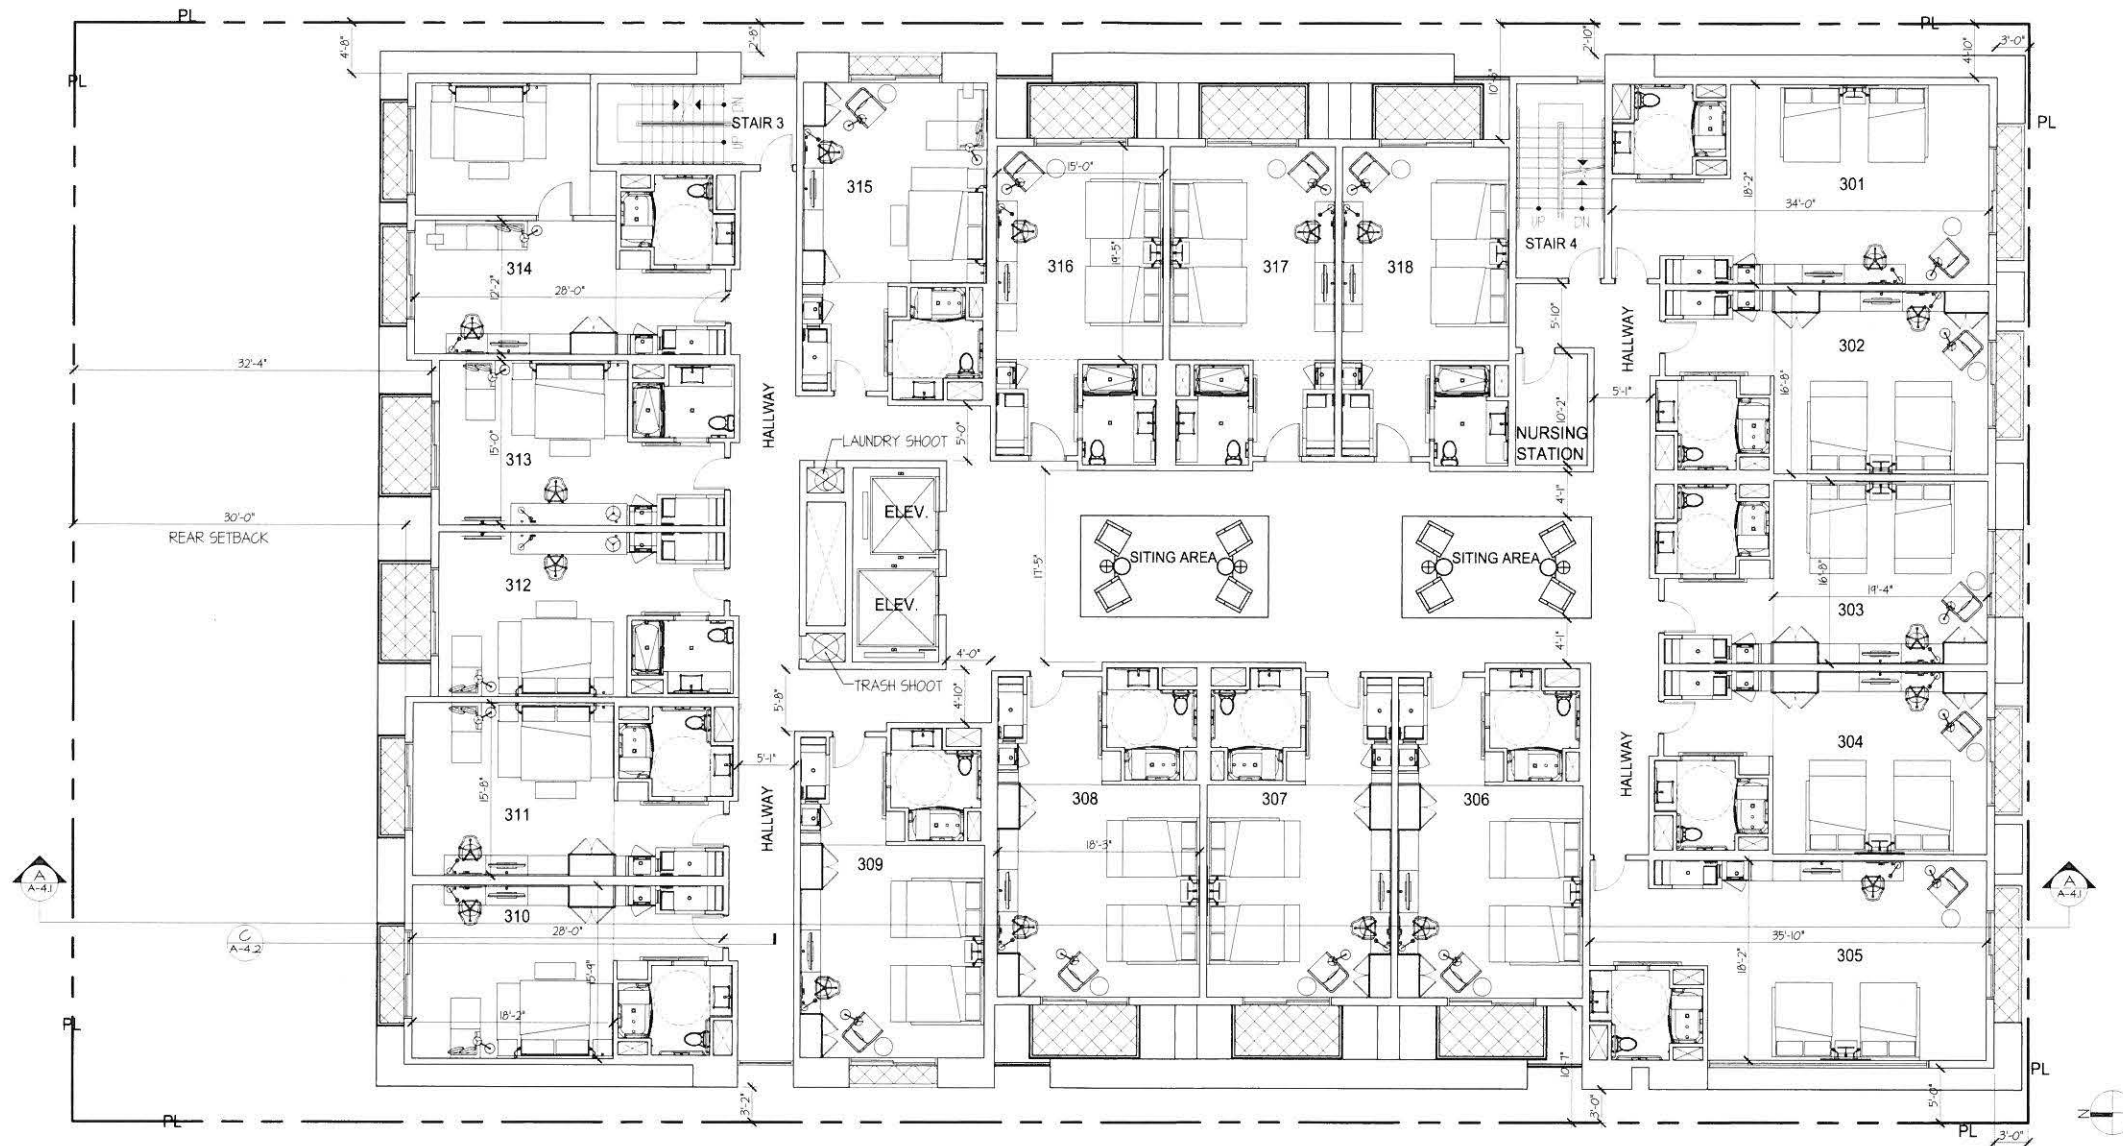 PL
PL
4'-8"
2'-8"
10'-2"
2'-10"
4'-10"
3'-0"
PL
PL
DN
STAIR 3
UP
315
15'-0"
19'-5"
316
317
318
UP DN
STAIR 4
18'-2"
301
34'-0"
314
12'-2"
28'-0"
32'-4"
5'-10"
HALLWAY
302
16'-8"
HALLWAY
5'-0"
5'-1"
10'-2"
NURSING
STATION
313
15'-0"
LAUNDRY SHOOT
30'-0"
REAR SETBACK
ELEV.
17'-5"
4'-1"
SITING AREA
SITING AREA
16'-8"
19'-4"
303
312
ELEV.
4'-0"
4'-1"
TRASH SHOOT
5'-8"
4'-10"
304
5'-1"
HALLWAY
HALLWAY
311
15'-8"
308
307
306
18'-3"
309
A
A-4.1
A
A-4.1
310
28'-0"
C
A-4.2
15'-9"
18'-2"
35'-10"
18'-2"
305
PL
PL
3'-2"
10'-7"
3'-0"
5'-0"
PL
PL
3'-0"
N